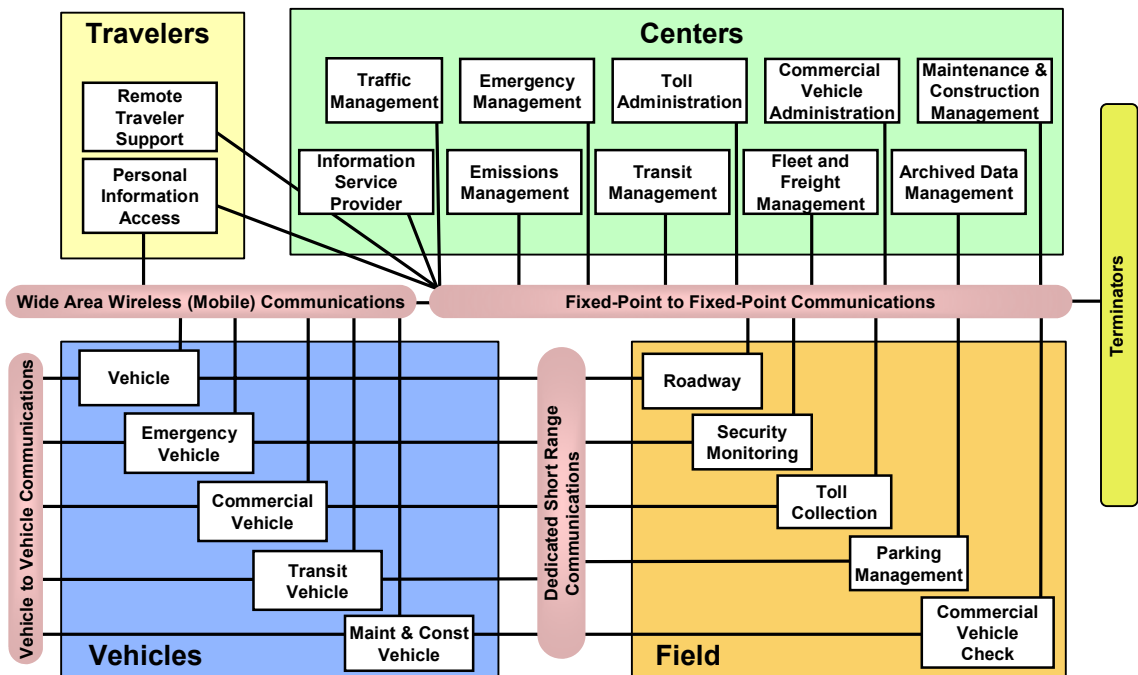 Travelers
Remote
Traveler
Support
Personal
Information
Access
Centers
Traffic
Management
Emergency
Management
Toll
Administration
Commercial
Vehicle
Administration
Maintenance &
Construction
Management
Information
Service
Provider
Emissions
Management
Transit
Management
Fleet and
Freight
Management
Archived Data
Management
Terminators
Wide Area Wireless (Mobile) Communications
Fixed-Point to Fixed-Point Communications
Vehicle to Vehicle Communications
Vehicle
Emergency
Vehicle
Commercial
Vehicle
Transit
Vehicle
Maint & Const
Vehicle
Vehicles
Dedicated Short Range
Communications
Roadway
Security
Monitoring
Toll
Collection
Parking
Management
Commercial
Vehicle
Check
Field